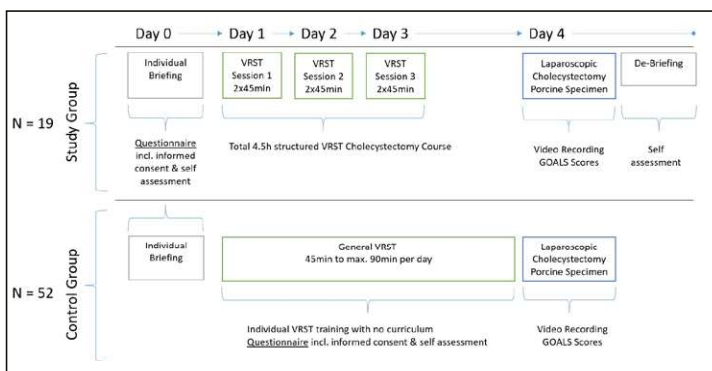 Day 0 Day 1 Day 2 Day 3 Day 4
N = 19
Study Group
Individual
Briefing
VRST
Session 1
2x45min
VRST
Session 2
2x45min
VRST
Session 3
2x45min
Laparoscopic
Cholecystectomy
Porcine Specimen
De-Briefing
Questionnaire
incl. informed
consent & self
assessment
Total 4.5h structured VRST Cholecystectomy Course
Video Recording
GOALS Scores
Self
assessment
N = 52
Control Group
Individual
Briefing
General VRST
45min to max. 90min per day
Laparoscopic
Cholecystectomy
Porcine Specimen
Individual VRST training with no curriculum
Questionnaire incl. informed consent & self assessment
Video Recording
GOALS Scores